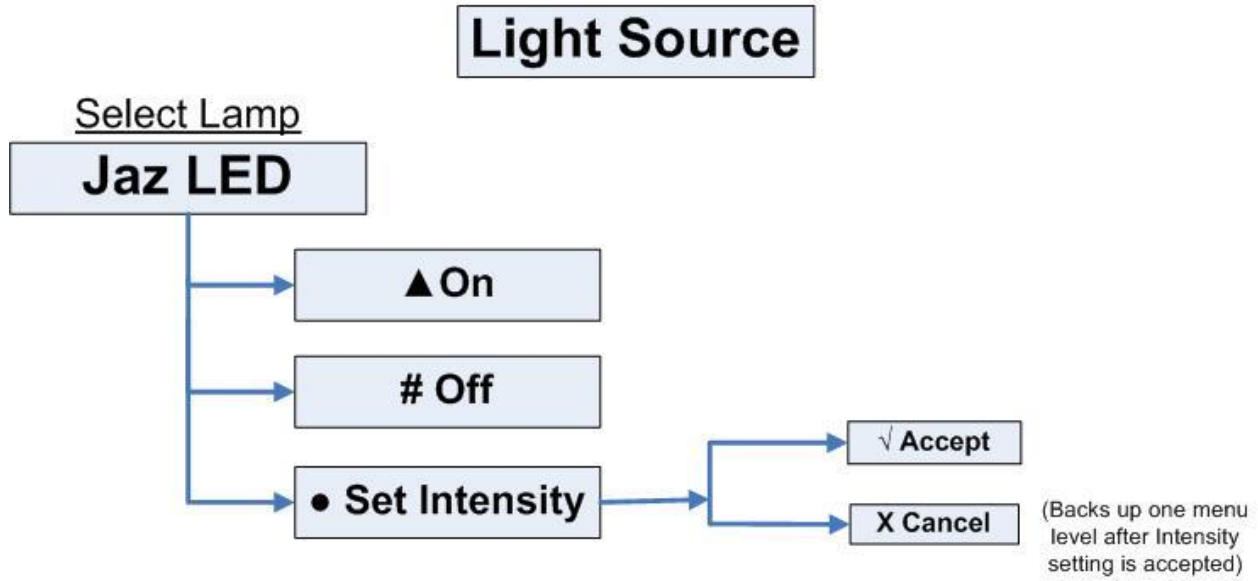 Light Source
Select Lamp
Jaz LED
▲ On
# Off
● Set Intensity
√ Accept
X Cancel
(Backs up one menu
level after Intensity
setting is accepted)